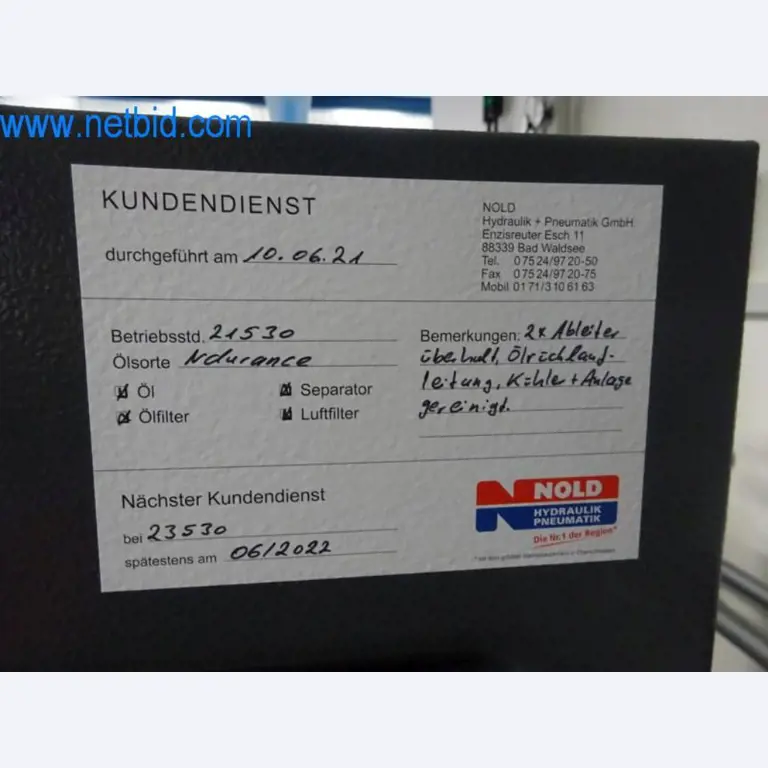 www.netbid.com
KUNDENDIENST
durchgeführt am 10.06.21
NOLD
Hydraulik + Pneumatik GmbH
Enzisreuter Esch 11
88339 Bad Waldsee
Tel. 0 75 24/97 20-50
Fax 0 75 24/97 20-75
Mobil 01 71/3 10 61 63
Betriebsstd. 21530
Ölsorte Ndurance
Öl
Separator
Ölfilter
Luftfilter
Bemerkungen: 2x Ableiter
überholt, Ölrücklauf-
leitung, Kühler + Anlage
gereinigt.
Nächster Kundendienst
bei 23530
spätestens am 06/2022
NOLD
HYDRAULIK
PNEUMATIK
Die Nr.1 der Region*